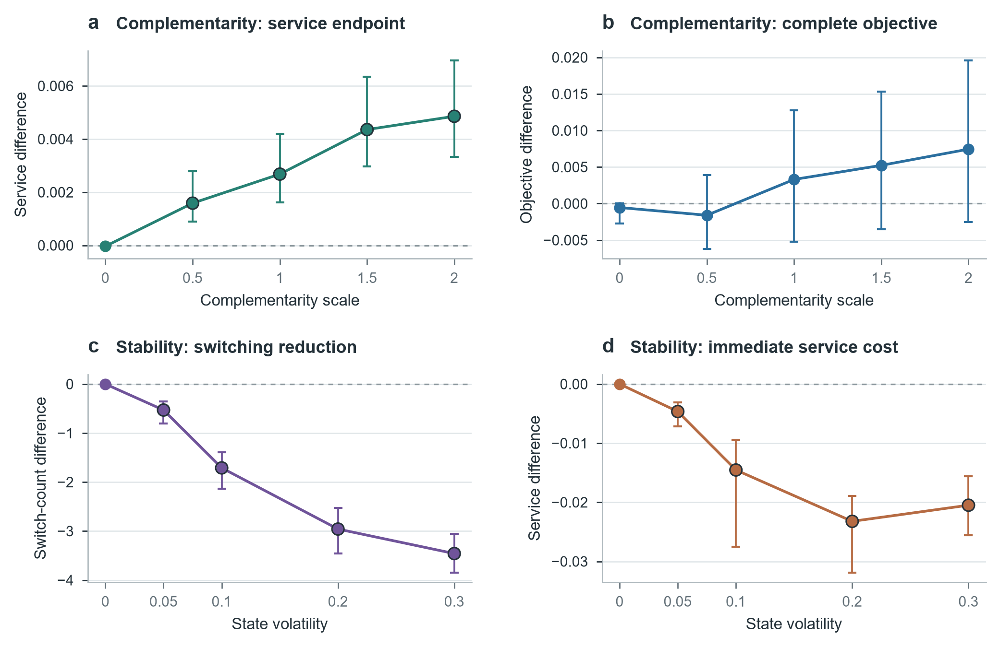 a Complementarity: service endpoint
Service difference
0.006
0.004
0.002
0.000
0 0.5 1 1.5 2
Complementarity scale
b Complementarity: complete objective
Objective difference
0.020
0.015
0.010
0.005
0.000
−0.005
0 0.5 1 1.5 2
Complementarity scale
c Stability: switching reduction
Switch-count difference
0
−1
−2
−3
−4
0 0.05 0.1 0.2 0.3
State volatility
d Stability: immediate service cost
Service difference
0.00
−0.01
−0.02
−0.03
0 0.05 0.1 0.2 0.3
State volatility